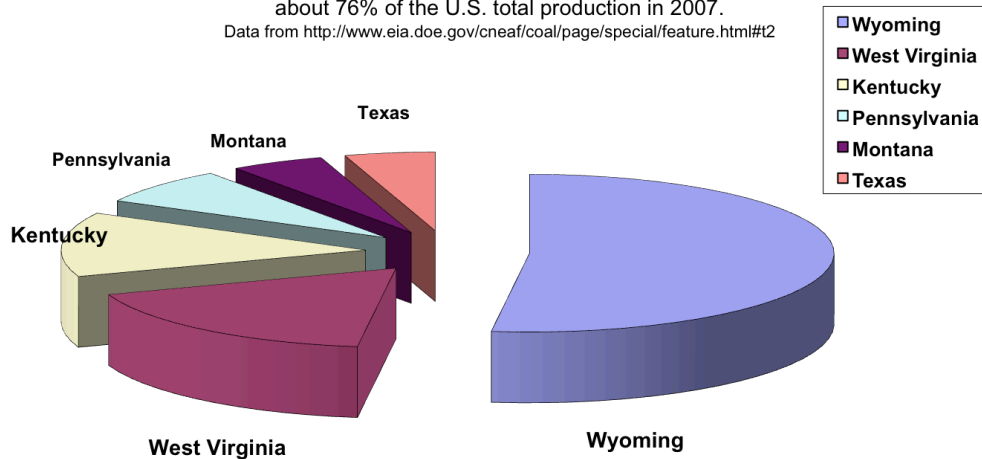 about 76% of the U.S. total production in 2007.
Data from http://www.eia.doe.gov/cneaf/coal/page/special/feature.html#t2
Wyoming
West Virginia
Kentucky
Pennsylvania
Montana
Texas
Texas
Montana
Pennsylvania
Kentucky
West Virginia
Wyoming